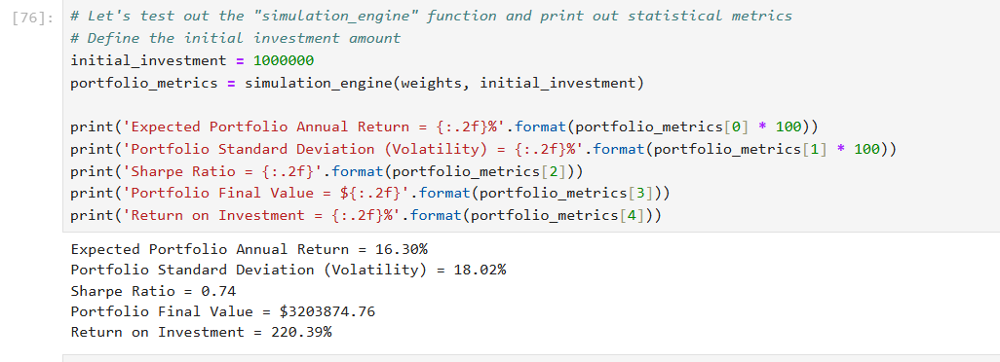 [76]: # Let's test out the "simulation_engine" function and print out statistical metrics
# Define the initial investment amount
initial_investment = 1000000
portfolio_metrics = simulation_engine(weights, initial_investment)
print('Expected Portfolio Annual Return = {:.2f}%'.format(portfolio_metrics[0] * 100))
print('Portfolio Standard Deviation (Volatility) = {:.2f}%'.format(portfolio_metrics[1] * 100))
print('Sharpe Ratio = {:.2f}'.format(portfolio_metrics[2]))
print('Portfolio Final Value = ${:.2f}'.format(portfolio_metrics[3]))
print('Return on Investment = {:.2f}%'.format(portfolio_metrics[4]))
Expected Portfolio Annual Return = 16.30%
Portfolio Standard Deviation (Volatility) = 18.02%
Sharpe Ratio = 0.74
Portfolio Final Value = $3203874.76
Return on Investment = 220.39%